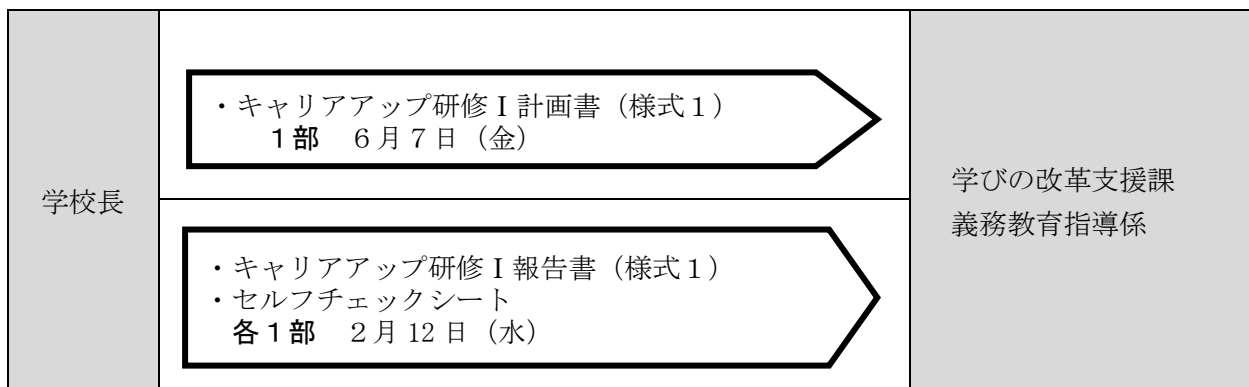 学校長
・キャリアアップ研修Ⅰ計画書（様式１）
１部　６月７日（金）
・キャリアアップ研修Ⅰ報告書（様式１）
・セルフチェックシート
各１部　２月 12 日（水）
学びの改革支援課
義務教育指導係